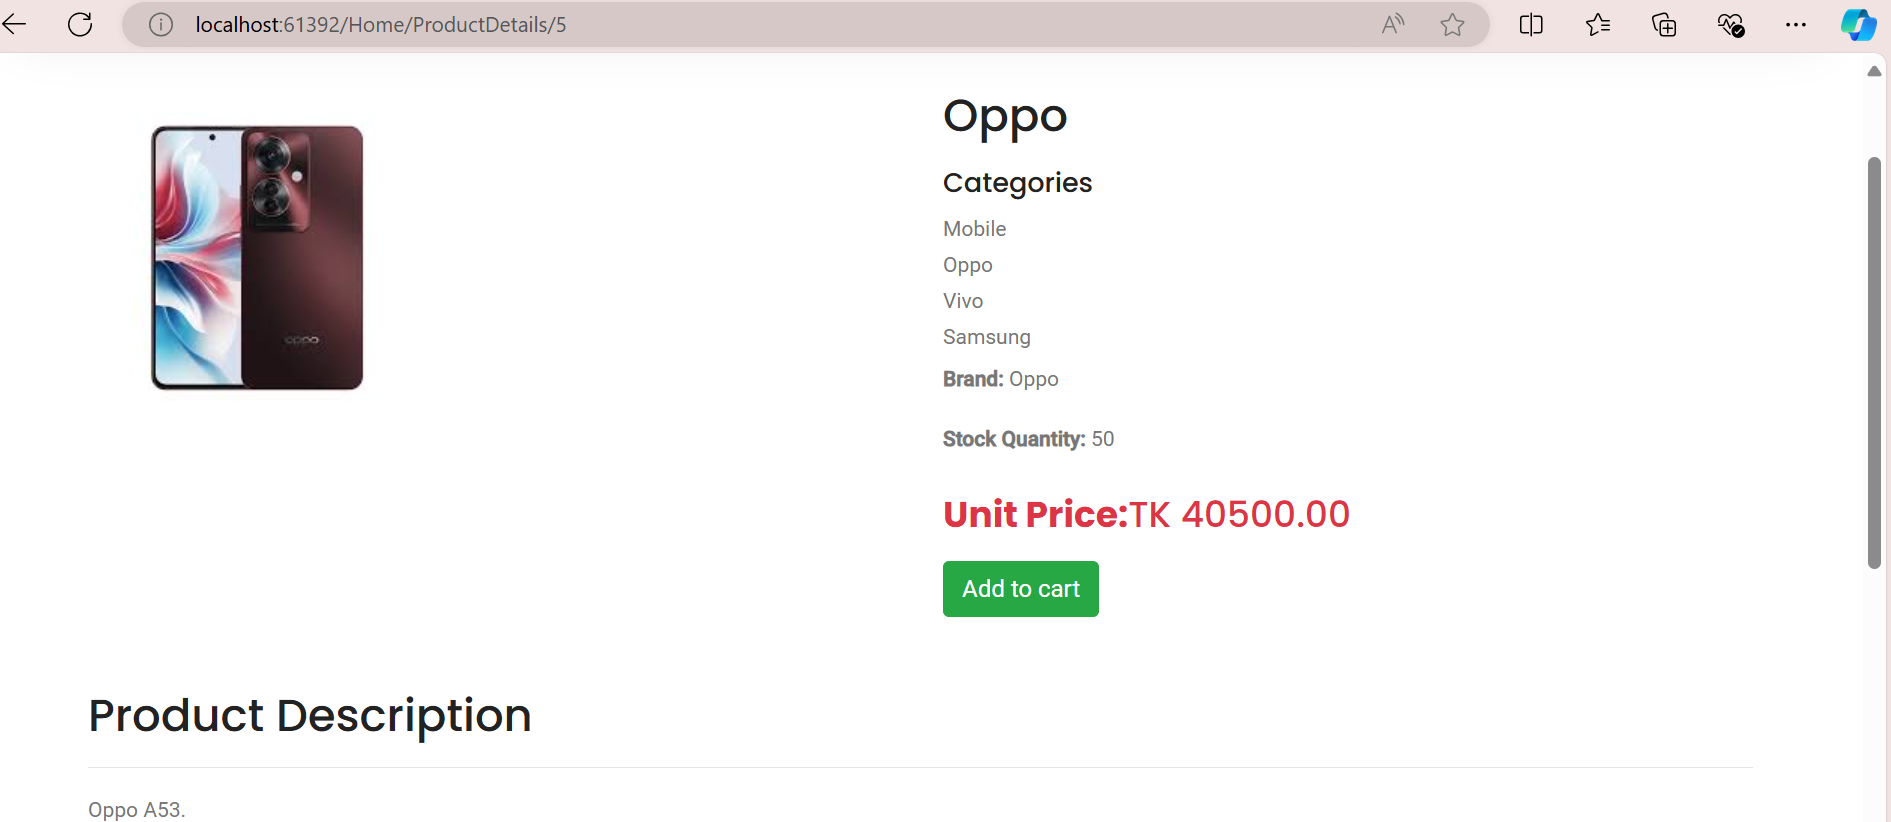 localhost:61392/Home/ProductDetails/5
oppo
Oppo
Categories
Mobile
Oppo
Vivo
Samsung
Brand: Oppo
Stock Quantity: 50
Unit Price:TK 40500.00
Add to cart
Product Description
Oppo A53.